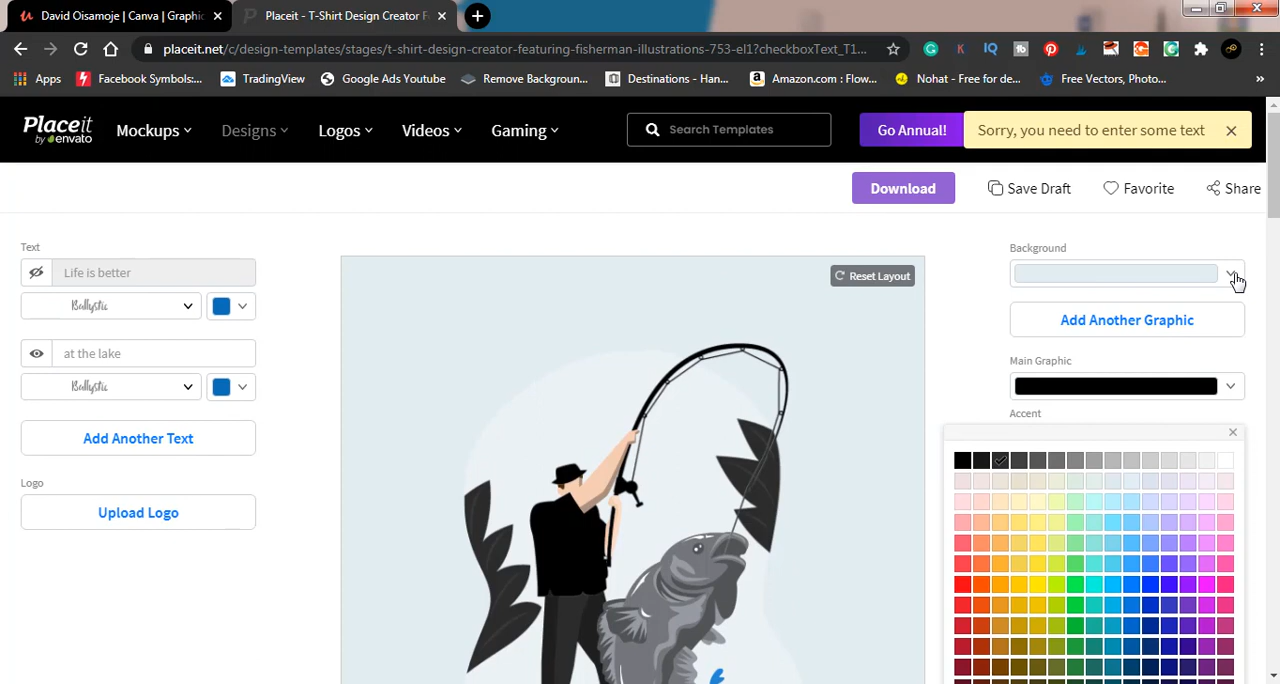 David Oisamoje | Canva | Graphic
Placeit - T-Shirt Design Creator F
placeit.net/c/design-templates/stages/t-shirt-design-creator-featuring-fisherman-illustrations-753-el1?checkboxText_T1...
Apps
Facebook Symbols:...
TradingView
Google Ads Youtube
Remove Backgroun...
Destinations - Han...
Amazon.com : Flow...
Nohat - Free for de...
Free Vectors, Photo...
»
Placeit
by envato
Mockups
Designs
Logos
Videos
Gaming
Search Templates
Go Annual!
Sorry, you need to enter some text
Download
Save Draft
Favorite
Share
Text
Life is better
Ballystic
at the lake
Ballystic
Add Another Text
Logo
Upload Logo
Reset Layout
Background
Add Another Graphic
Main Graphic
Accent